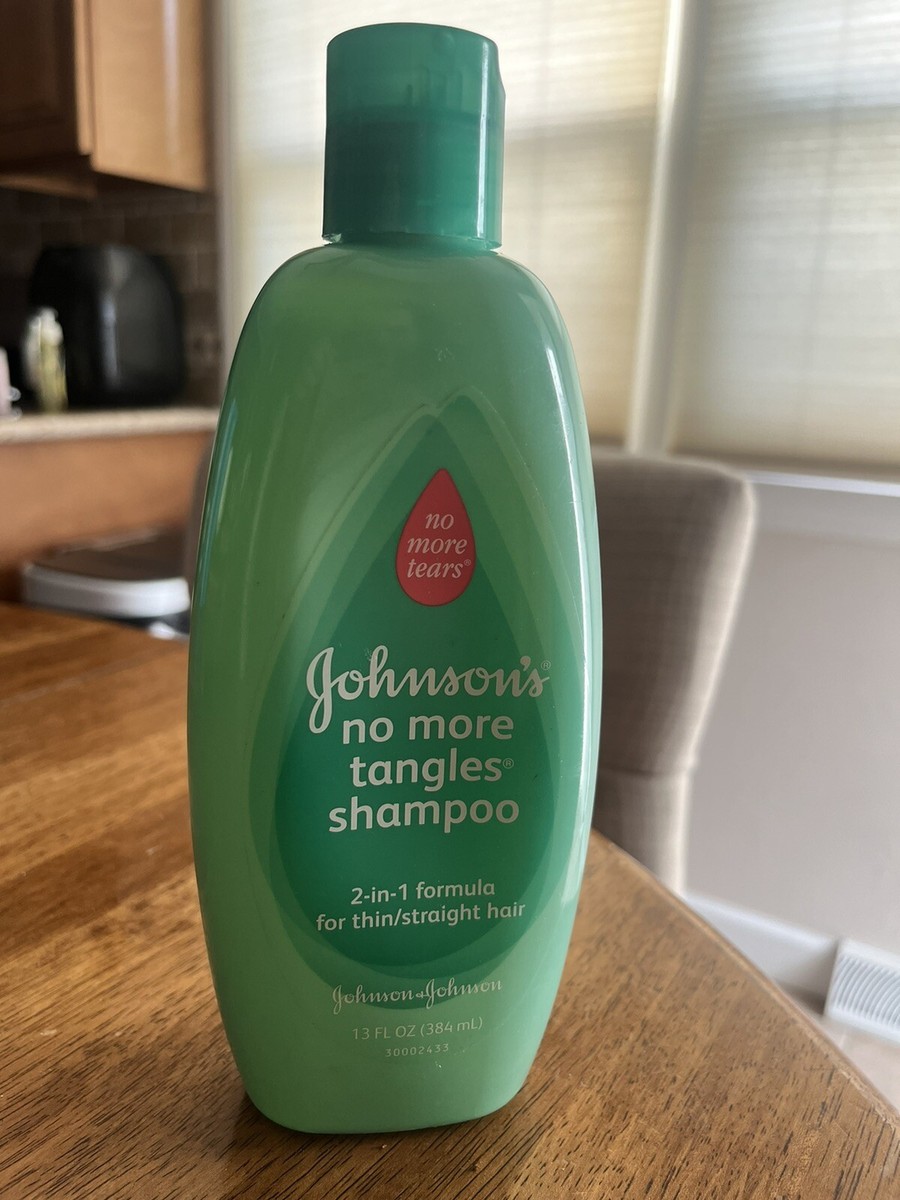 no
more
tears®
Johnson's®
no more
tangles®
shampoo
2-in-1 formula
for thin/straight hair
Johnson & Johnson
13 FL OZ (384 mL)
30002433